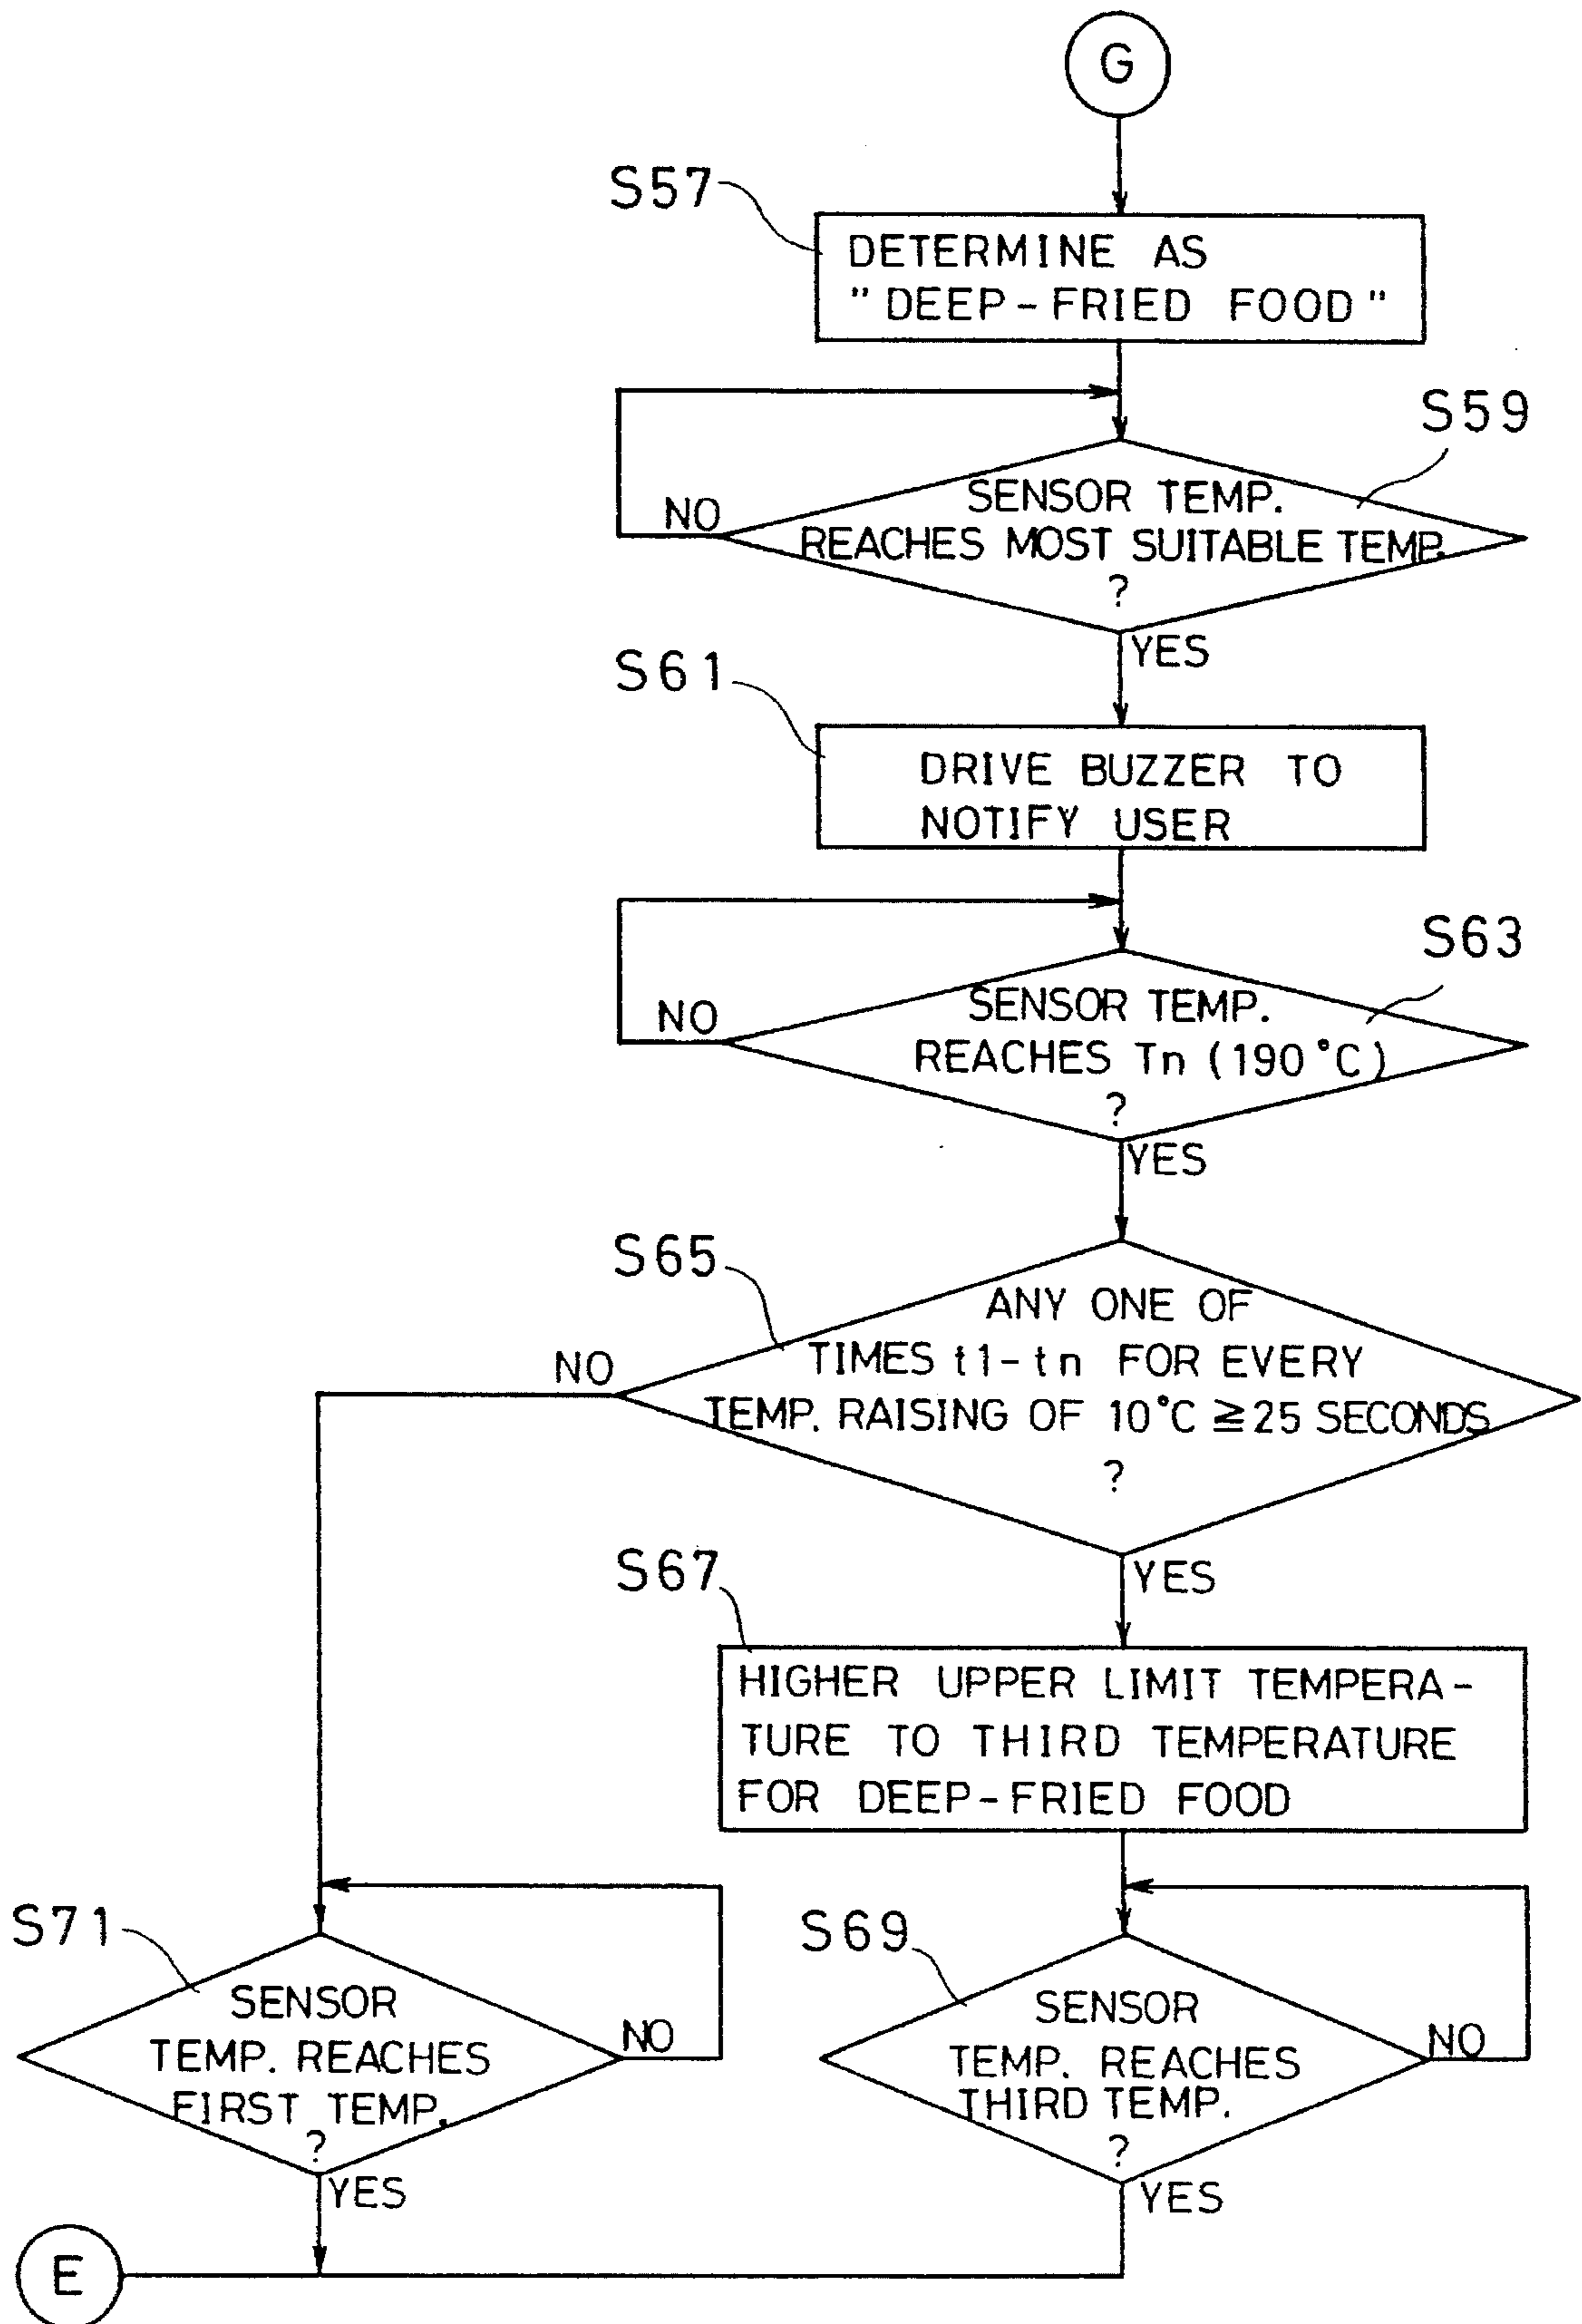 G
S57
DETERMINE AS
"DEEP-FRIED FOOD"
S59
SENSOR TEMP.
REACHES MOST SUITABLE TEMP.
?
NO
YES
S61
DRIVE BUZZER TO
NOTIFY USER
S63
SENSOR TEMP.
REACHES Tn (190°C)
?
NO
YES
S65
ANY ONE OF
TIMES t1-tn FOR EVERY
TEMP. RAISING OF 10°C ≧25 SECONDS
?
NO
YES
S67
HIGHER UPPER LIMIT TEMPERA-
TURE TO THIRD TEMPERATURE
FOR DEEP-FRIED FOOD
S71
SENSOR
TEMP. REACHES
FIRST TEMP.
?
NO
YES
S69
SENSOR
TEMP. REACHES
THIRD TEMP.
?
NO
YES
E